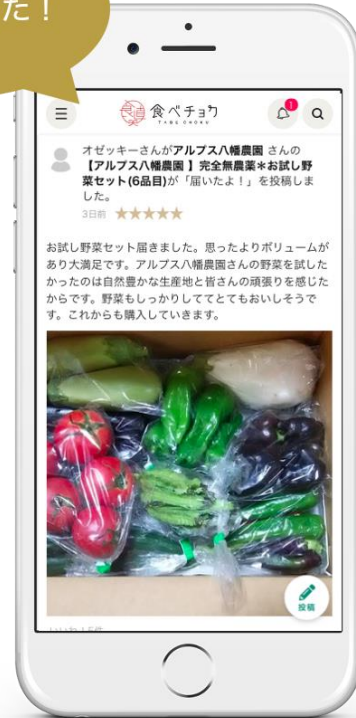 た！
食べチョク
TABE CHOKU
オゼッキーさんがアルプス八幡農園 さんの
【アルプス八幡農園 】完全無農薬＊お試し野
菜セット(6品目)が「届いたよ！」を投稿しま
した。
3日前 ★★★★★
お試し野菜セット届きました。思ったよりボリュームが
あり大満足です。アルプス八幡農園さんの野菜を試した
かったのは自然豊かな生産地と皆さんの頑張りを感じた
からです。野菜もしっかりしててとてもおいしそうで
す。これからも購入していきます。
投稿